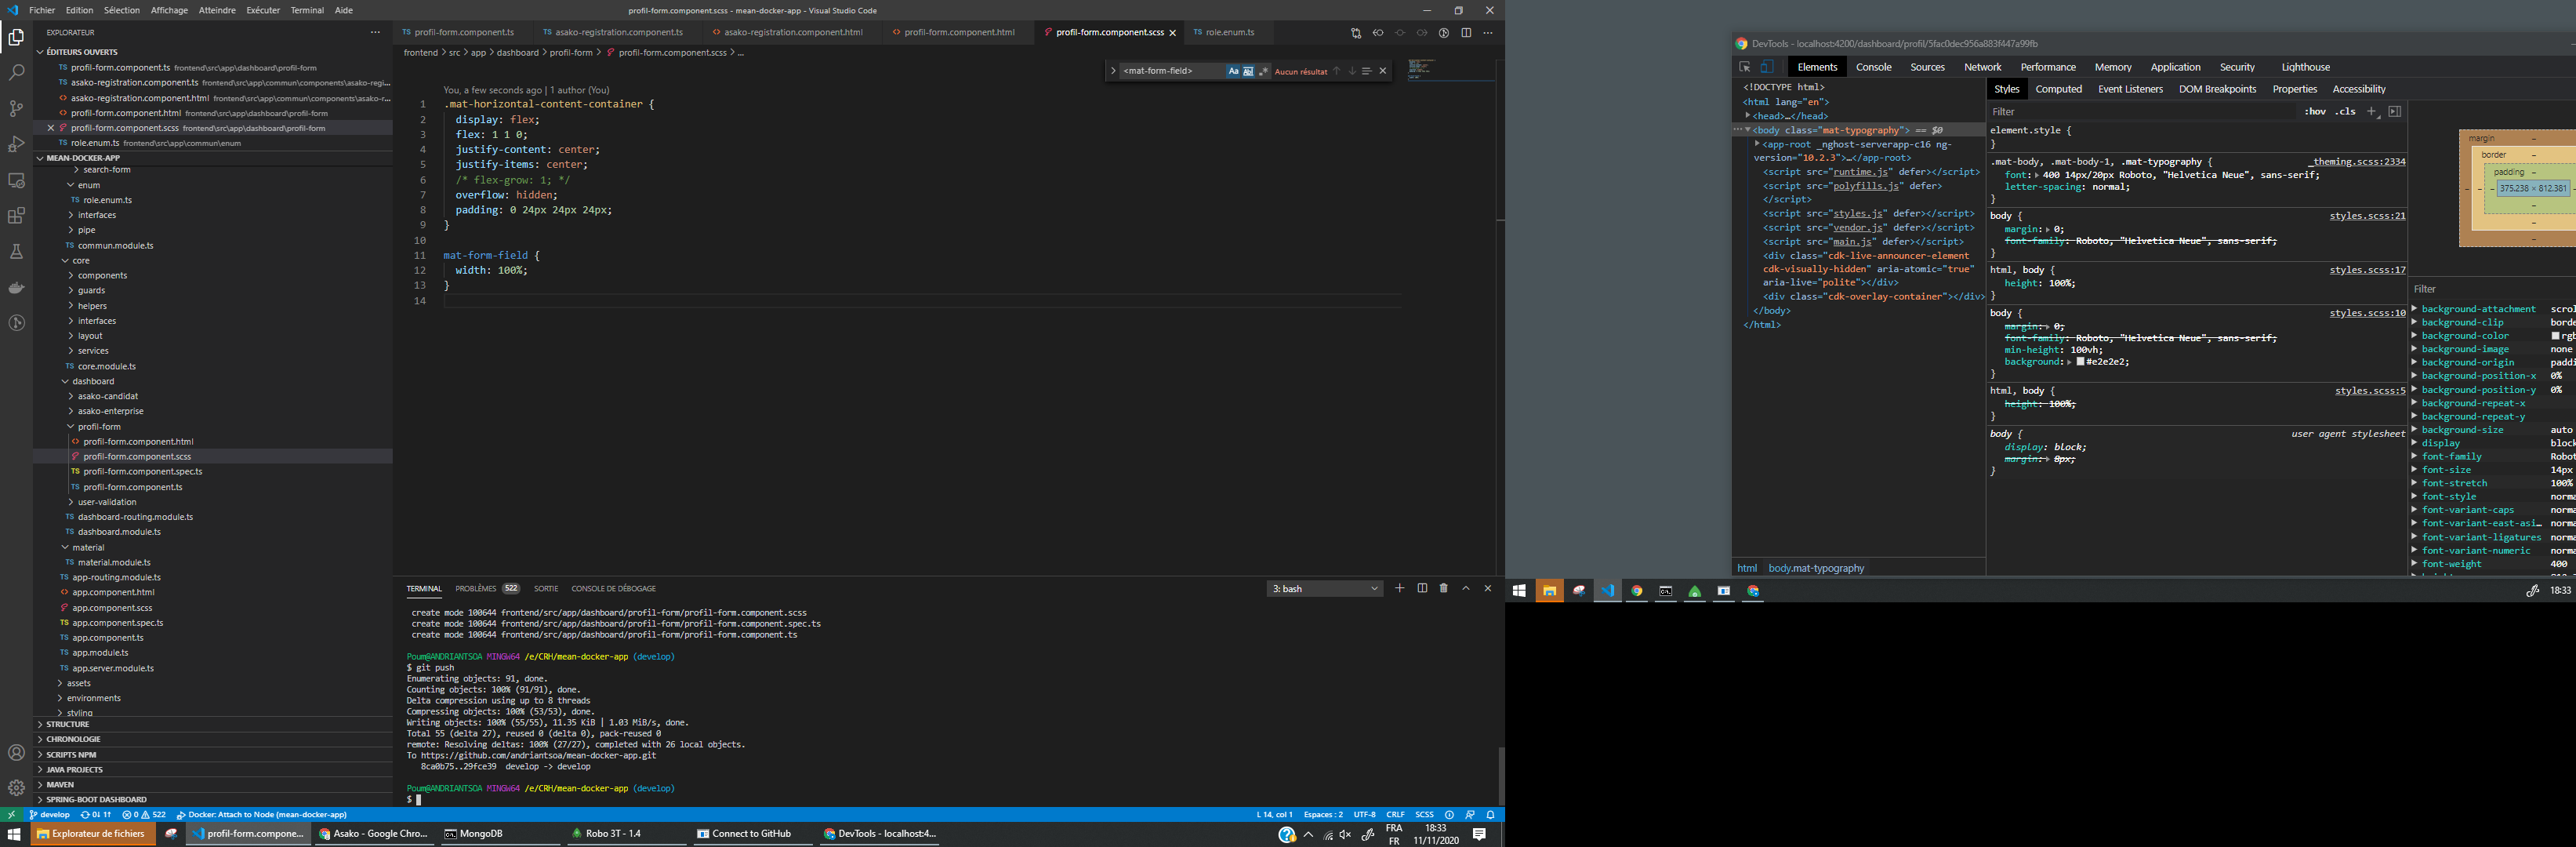 Fichier Edition Sélection Affichage Atteindre Exécuter Terminal Aide
profil-form.component.scss - mean-docker-app - Visual Studio Code
EXPLORATEUR
ÉDITEURS OUVERTS
TS profil-form.component.ts frontend\src\app\dashboard\profil-form
TS asako-registration.component.ts frontend\src\app\commun\components\asako-regi...
asako-registration.component.html frontend\src\app\commun\components\asako-r...
profil-form.component.html frontend\src\app\dashboard\profil-form
profil-form.component.scss frontend\src\app\dashboard\profil-form
TS role.enum.ts frontend\src\app\commun\enum
MEAN-DOCKER-APP
search-form
enum
TS role.enum.ts
interfaces
pipe
TS commun.module.ts
core
components
guards
helpers
interfaces
layout
services
TS core.module.ts
dashboard
asako-candidat
asako-enterprise
profil-form
profil-form.component.html
profil-form.component.scss
TS profil-form.component.spec.ts
TS profil-form.component.ts
user-validation
TS dashboard-routing.module.ts
TS dashboard.module.ts
material
TS material.module.ts
TS app-routing.module.ts
app.component.html
app.component.scss
TS app.component.spec.ts
TS app.component.ts
TS app.module.ts
TS app.server.module.ts
assets
environments
styling
STRUCTURE
CHRONOLOGIE
SCRIPTS NPM
JAVA PROJECTS
MAVEN
SPRING-BOOT DASHBOARD
TS profil-form.component.ts
TS asako-registration.component.ts
asako-registration.component.html
profil-form.component.html
profil-form.component.scss
TS role.enum.ts
frontend > src > app > dashboard > profil-form > profil-form.component.scss > ...
<mat-form-field>
Aa
Aucun résultat
You, a few seconds ago | 1 author (You)
1 .mat-horizontal-content-container {
2 display: flex;
3 flex: 1 1 0;
4 justify-content: center;
5 justify-items: center;
6 /* flex-grow: 1; */
7 overflow: hidden;
8 padding: 0 24px 24px 24px;
9 }
10
11 mat-form-field {
12 width: 100%;
13 }
14
TERMINAL PROBLÈMES 522 SORTIE CONSOLE DE DÉBOGAGE
3: bash
create mode 100644 frontend/src/app/dashboard/profil-form/profil-form.component.scss
create mode 100644 frontend/src/app/dashboard/profil-form/profil-form.component.spec.ts
create mode 100644 frontend/src/app/dashboard/profil-form/profil-form.component.ts
Poum@ANDRIANTSOA MINGW64 /e/CRH/mean-docker-app (develop)
$ git push
Enumerating objects: 91, done.
Counting objects: 100% (91/91), done.
Delta compression using up to 8 threads
Compressing objects: 100% (53/53), done.
Writing objects: 100% (55/55), 11.35 KiB | 1.03 MiB/s, done.
Total 55 (delta 27), reused 0 (delta 0), pack-reused 0
remote: Resolving deltas: 100% (27/27), completed with 26 local objects.
To https://github.com/andriantsoa/mean-docker-app.git
8ca0b75..29fce39 develop -> develop
Poum@ANDRIANTSOA MINGW64 /e/CRH/mean-docker-app (develop)
$
develop 0↓ 1↑ 0 522 Docker: Attach to Node (mean-docker-app)
L 14, col 1 Espaces : 2 UTF-8 CRLF SCSS
Explorateur de fichiers
profil-form.compone...
Asako - Google Chro...
MongoDB
Robo 3T - 1.4
Connect to GitHub
DevTools - localhost:4...
FRA
FR
18:33
11/11/2020
DevTools - localhost:4200/dashboard/profil/5fac0dec956a883f447a99fb
Elements Console Sources Network Performance Memory Application Security Lighthouse
<!DOCTYPE html>
<html lang="en">
<head>…</head>
<body class="mat-typography"> == $0
<app-root _nghost-serverapp-c16 ng-
version="10.2.3">…</app-root>
<script src="runtime.js" defer></script>
<script src="polyfills.js" defer>
</script>
<script src="styles.js" defer></script>
<script src="vendor.js" defer></script>
<script src="main.js" defer></script>
<div class="cdk-live-announcer-element
cdk-visually-hidden" aria-atomic="true"
aria-live="polite"></div>
<div class="cdk-overlay-container"></div>
</body>
</html>
html body.mat-typography
Styles Computed Event Listeners DOM Breakpoints Properties Accessibility
Filter :hov .cls
element.style {
}
.mat-body, .mat-body-1, .mat-typography { _theming.scss:2334
font: 400 14px/20px Roboto, "Helvetica Neue", sans-serif;
letter-spacing: normal;
}
body { styles.scss:21
margin: 0;
font-family: Roboto, "Helvetica Neue", sans-serif;
}
html, body { styles.scss:17
height: 100%;
}
body { styles.scss:10
margin: 0;
font-family: Roboto, "Helvetica Neue", sans-serif;
min-height: 100vh;
background: #e2e2e2;
}
html, body { styles.scss:5
height: 100%;
}
body { user agent stylesheet
display: block;
margin: 8px;
}
margin –
border –
padding –
375.238 × 812.381
Filter
background-attachment scrol
background-clip borde
background-color rgb
background-image none
background-origin paddi
background-position-x 0%
background-position-y 0%
background-repeat-x
background-repeat-y
background-size auto
display block
font-family Robot
font-size 14px
font-stretch 100%
font-style norma
font-variant-caps norma
font-variant-east-asi… norma
font-variant-ligatures norma
font-variant-numeric norma
font-weight 400
18:33